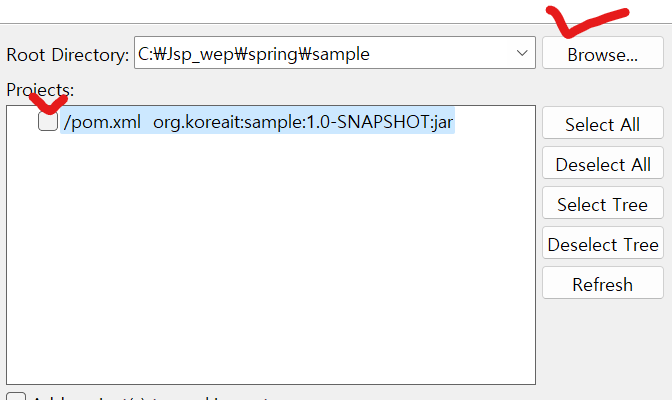 Root Directory: C:₩Jsp_wep₩spring₩sample Browse...
Projects:
/pom.xml org.koreait:sample:1.0-SNAPSHOT:jar
Select All
Deselect All
Select Tree
Deselect Tree
Refresh